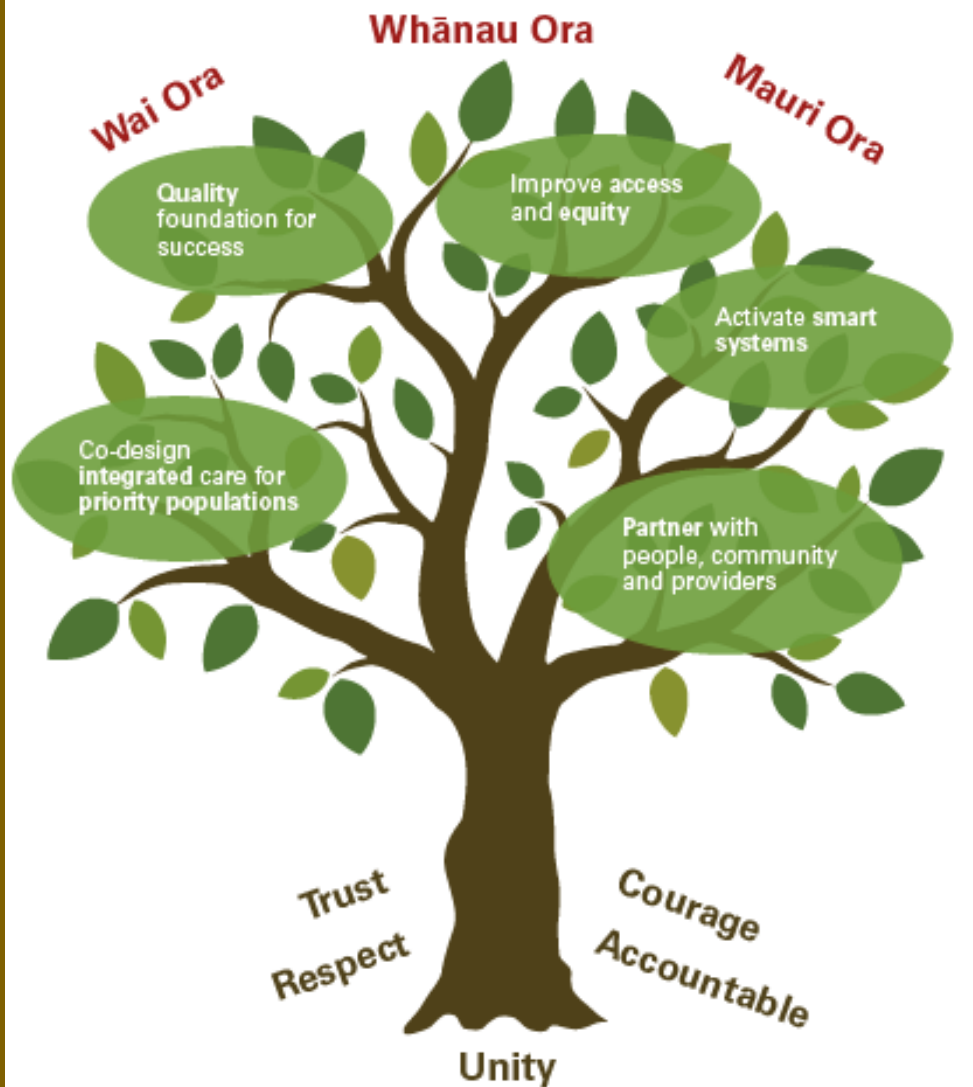 Whānau Ora
Wai Ora
Mauri Ora
Quality
foundation for
success
Improve access
and equity
Activate smart
systems
Co-design
integrated care for
priority populations
Partner with
people, community
and providers
Trust
Respect
Courage
Accountable
Unity